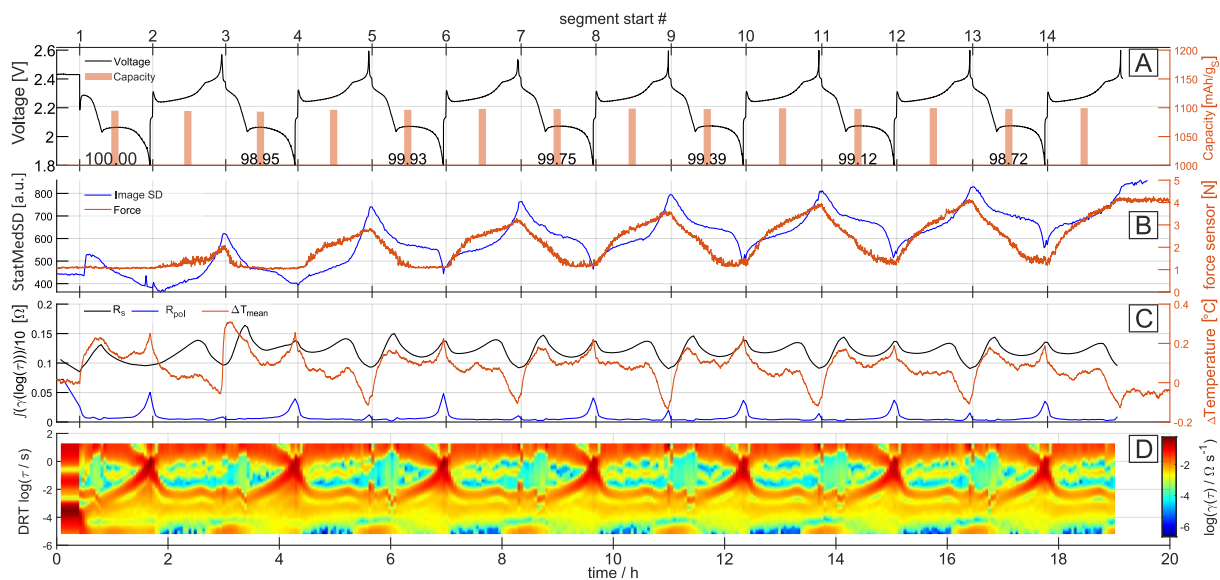 segment start #
1 2 3 4 5 6 7 8 9 10 11 12 13 14
A
Voltage
Capacity
Voltage [V]
2.6
2.4
2.2
2
1.8
100.00 98.95 99.93 99.75 99.39 99.12 98.72
1200
1150
1100
1050
1000
Capacity [mAh/gS]
B
Image SD
Force
StatMedSD [a.u.]
800
700
600
500
400
5
4
3
2
1
0
force sensor [N]
C
Rs Rpol ΔTmean
∫(γ(log(τ)))/10 [Ω]
0.2
0.15
0.1
0.05
0
0.4
0.2
0
-0.2
ΔTemperature [°C]
D
DRT log(τ / s)
2
0
-2
-4
-6
-2
-4
-6
log(γ(τ) / Ω s⁻¹)
0 2 4 6 8 10 12 14 16 18 20
time / h